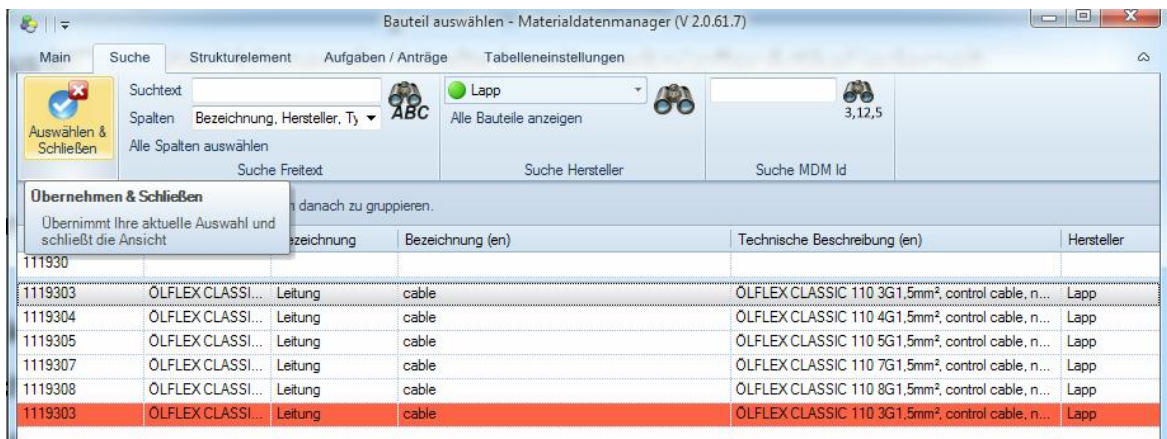 Bauteil auswählen - Materialdatenmanager (V 2.0.61.7)
Main Suche Strukturelement Aufgaben / Anträge Tabelleneinstellungen
Auswählen & Schließen
Suchtext
Spalten Bezeichnung, Hersteller, Ty
Alle Spalten auswählen
ABC
Suche Freitext
Lapp
Alle Bauteile anzeigen
Suche Hersteller
3,12,5
Suche MDM Id
Übernehmen & Schließen
Übernimmt Ihre aktuelle Auswahl und
schließt die Ansicht
danach zu gruppieren.
ezeichnung Bezeichnung (en) Technische Beschreibung (en) Hersteller
111930
1119303 ÖLFLEX CLASSI... Leitung cable ÖLFLEX CLASSIC 110 3G1,5mm², control cable, n... Lapp
1119304 ÖLFLEX CLASSI... Leitung cable ÖLFLEX CLASSIC 110 4G1,5mm², control cable, n... Lapp
1119305 ÖLFLEX CLASSI... Leitung cable ÖLFLEX CLASSIC 110 5G1,5mm², control cable, n... Lapp
1119307 ÖLFLEX CLASSI... Leitung cable ÖLFLEX CLASSIC 110 7G1,5mm², control cable, n... Lapp
1119308 ÖLFLEX CLASSI... Leitung cable ÖLFLEX CLASSIC 110 8G1,5mm², control cable, n... Lapp
1119303 ÖLFLEX CLASSI... Leitung cable ÖLFLEX CLASSIC 110 3G1,5mm², control cable, n... Lapp